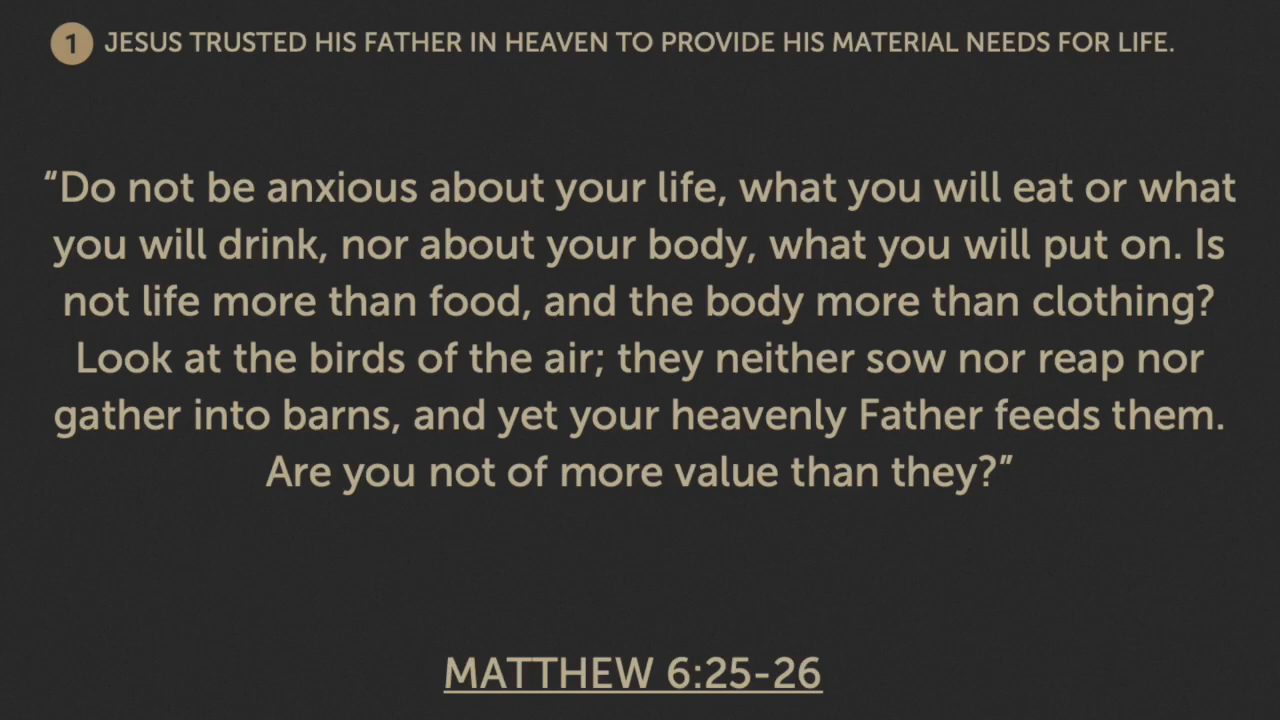 1 JESUS TRUSTED HIS FATHER IN HEAVEN TO PROVIDE HIS MATERIAL NEEDS FOR LIFE.
“Do not be anxious about your life, what you will eat or what
you will drink, nor about your body, what you will put on. Is
not life more than food, and the body more than clothing?
Look at the birds of the air; they neither sow nor reap nor
gather into barns, and yet your heavenly Father feeds them.
Are you not of more value than they?”
MATTHEW 6:25-26